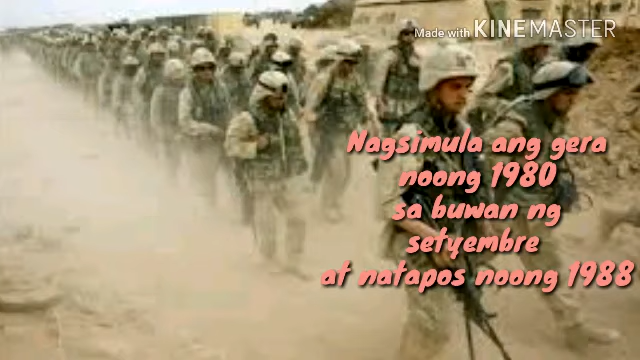 Made with KINEMASTER
Nagsimula ang gera
noong 1980
sa buwan ng
setyembre
at natapos noong 1988